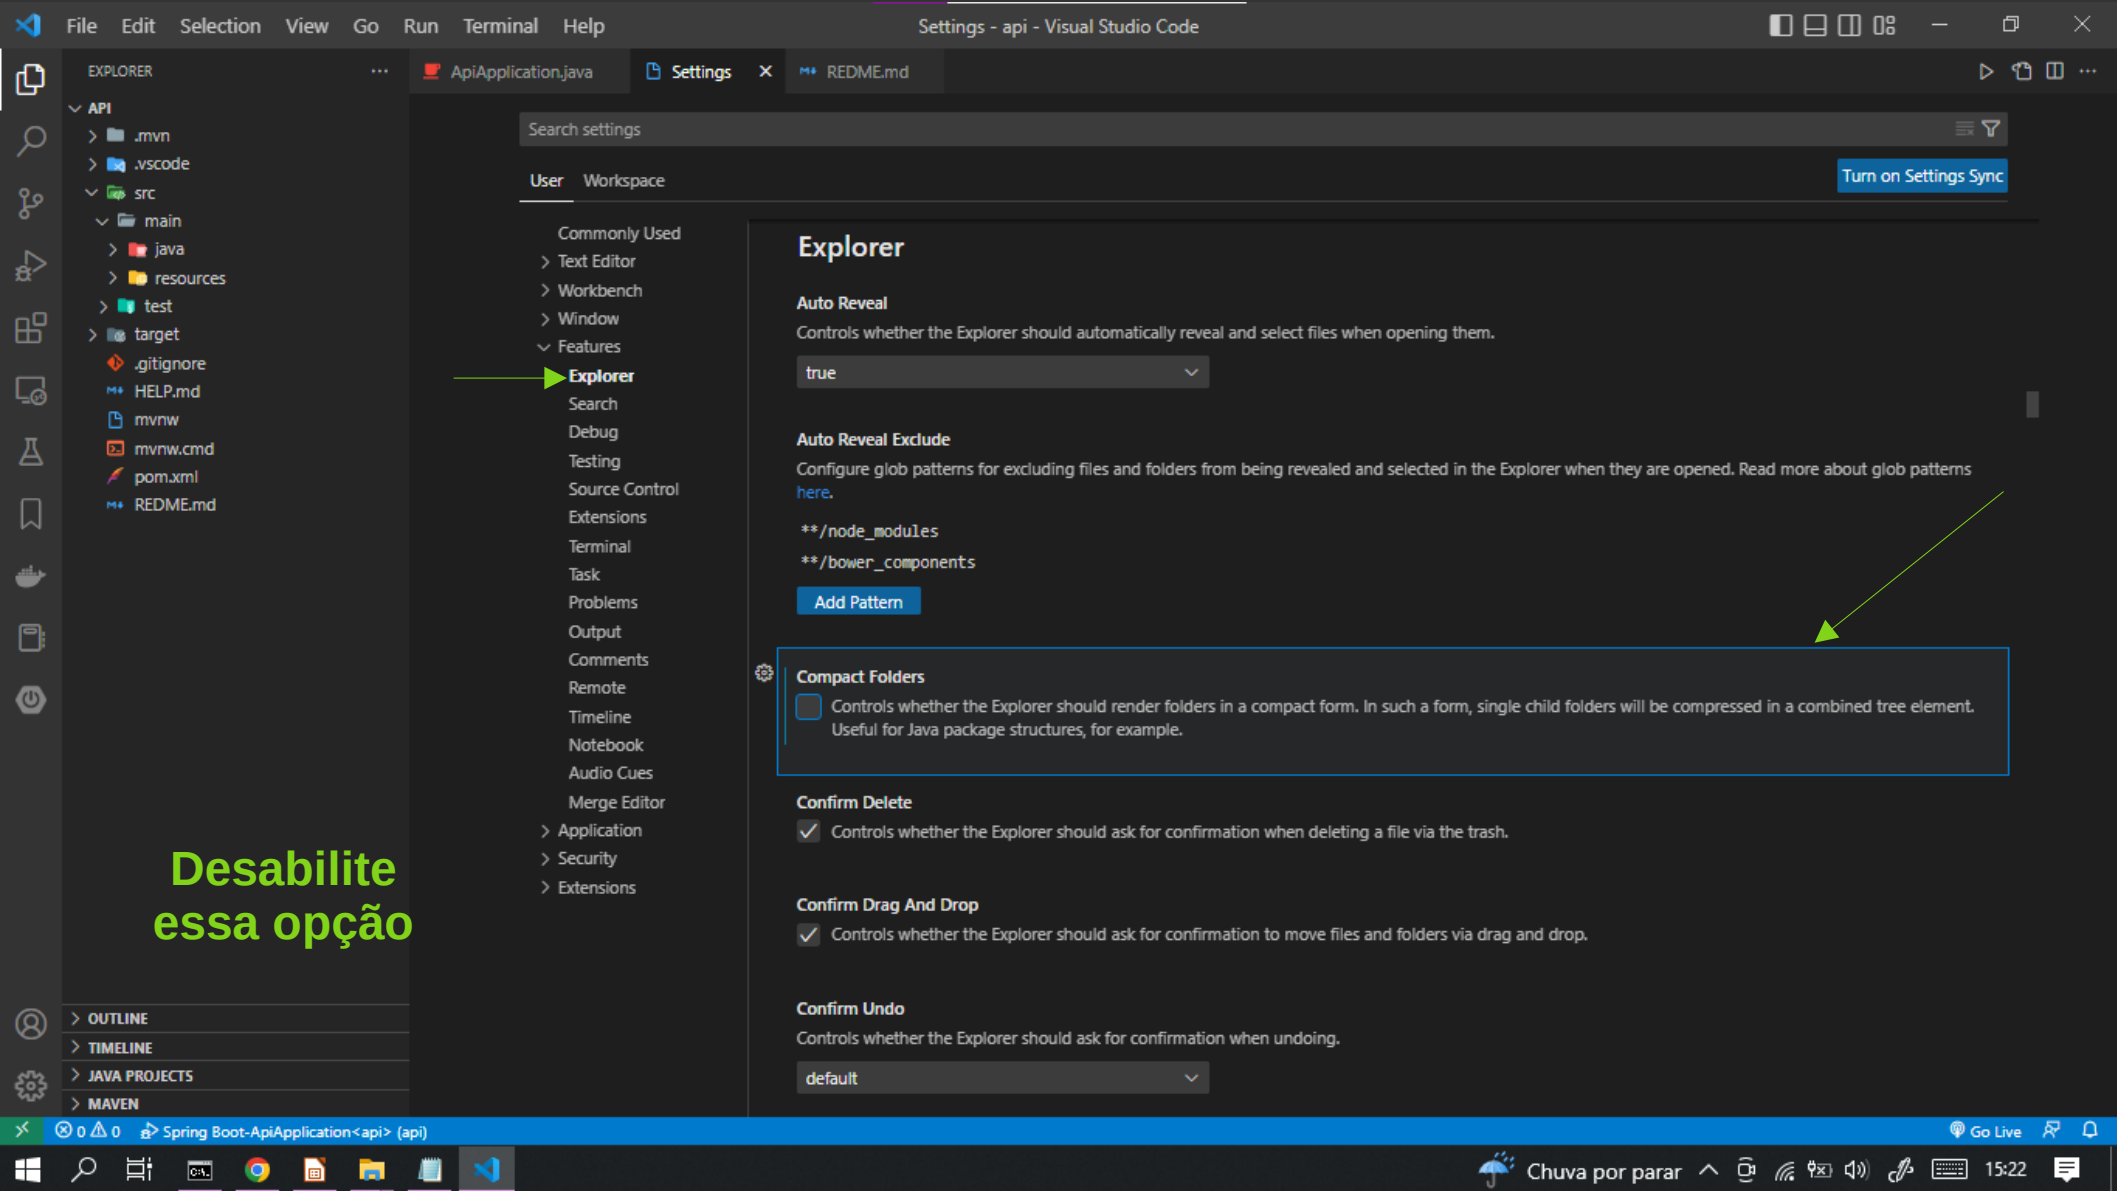 File Edit Selection View Go Run Terminal Help
Settings - api - Visual Studio Code
EXPLORER
ApiApplication.java
Settings
REDME.md
API
.mvn
.vscode
src
main
java
resources
test
target
.gitignore
HELP.md
mvnw
mvnw.cmd
pom.xml
REDME.md
Desabilite
essa opção
OUTLINE
TIMELINE
JAVA PROJECTS
MAVEN
Search settings
User Workspace
Turn on Settings Sync
Commonly Used
Text Editor
Workbench
Window
Features
Explorer
Search
Debug
Testing
Source Control
Extensions
Terminal
Task
Problems
Output
Comments
Remote
Timeline
Notebook
Audio Cues
Merge Editor
Application
Security
Extensions
Explorer
Auto Reveal
Controls whether the Explorer should automatically reveal and select files when opening them.
true
Auto Reveal Exclude
Configure glob patterns for excluding files and folders from being revealed and selected in the Explorer when they are opened. Read more about glob patterns
here.
**/node_modules
**/bower_components
Add Pattern
Compact Folders
Controls whether the Explorer should render folders in a compact form. In such a form, single child folders will be compressed in a combined tree element.
Useful for Java package structures, for example.
Confirm Delete
Controls whether the Explorer should ask for confirmation when deleting a file via the trash.
Confirm Drag And Drop
Controls whether the Explorer should ask for confirmation to move files and folders via drag and drop.
Confirm Undo
Controls whether the Explorer should ask for confirmation when undoing.
default
0 0 Spring Boot-ApiApplication<api> (api)
Go Live
Chuva por parar
15:22